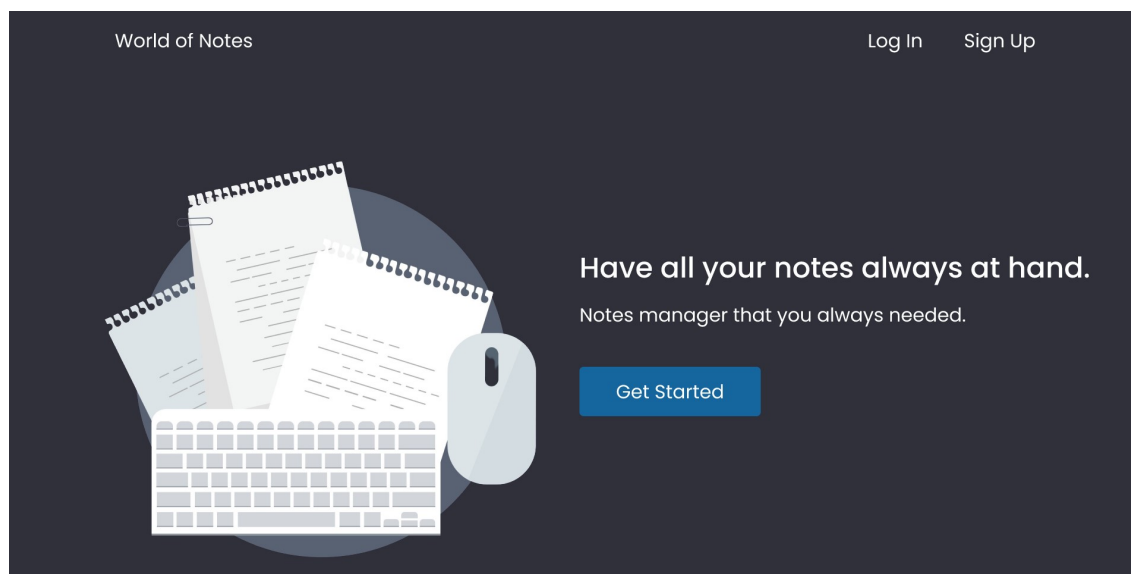 World of Notes
Log In
Sign Up
Have all your notes always at hand.
Notes manager that you always needed.
Get Started